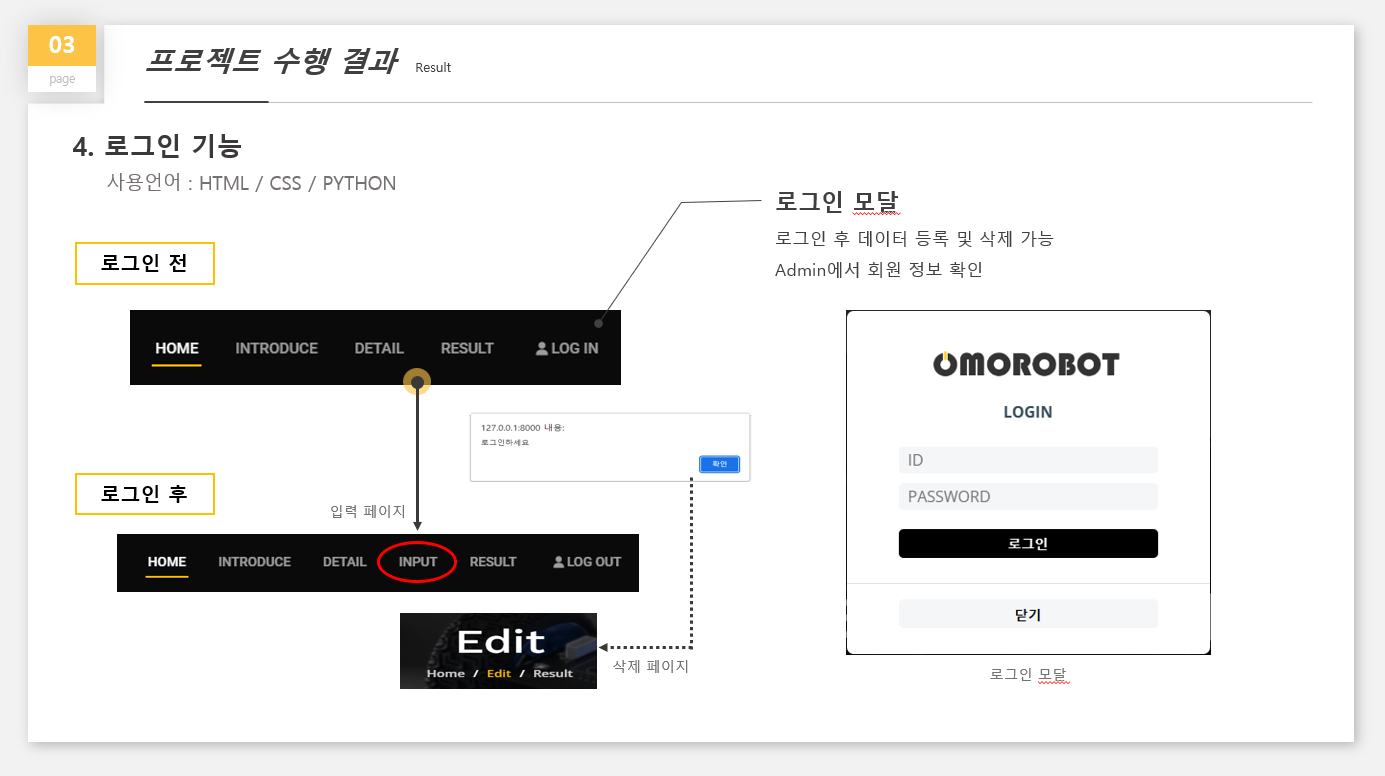 03
page
프로젝트 수행 결과 Result
4. 로그인 기능
사용언어 : HTML / CSS / PYTHON
로그인 모달
로그인 후 데이터 등록 및 삭제 가능
Admin에서 회원 정보 확인
로그인 전
HOME INTRODUCE DETAIL RESULT LOG IN
127.0.0.1:8000 내용:
로그인하세요
확인
로그인 후
입력 페이지
HOME INTRODUCE DETAIL INPUT RESULT LOG OUT
Edit
Home / Edit / Result
삭제 페이지
OMOROBOT
LOGIN
ID
PASSWORD
로그인
닫기
로그인 모달